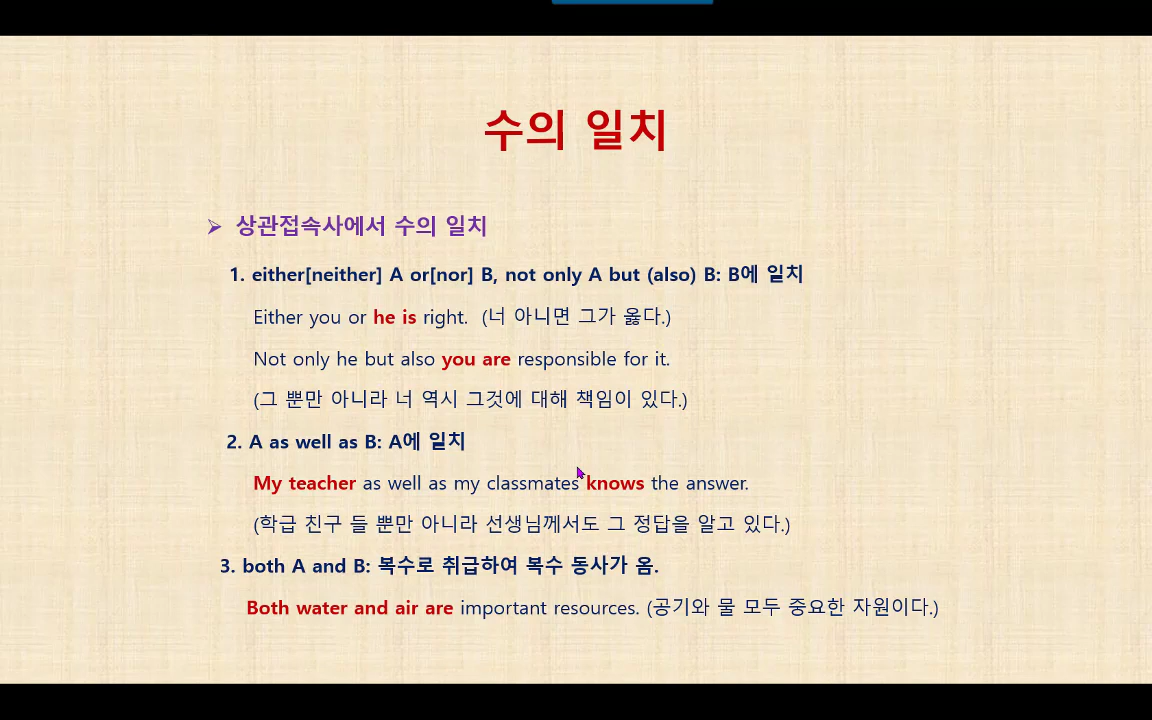 수의 일치
➢ 상관접속사에서 수의 일치
1. either[neither] A or[nor] B, not only A but (also) B: B에 일치
Either you or he is right. (너 아니면 그가 옳다.)
Not only he but also you are responsible for it.
(그 뿐만 아니라 너 역시 그것에 대해 책임이 있다.)
2. A as well as B: A에 일치
My teacher as well as my classmates knows the answer.
(학급 친구 들 뿐만 아니라 선생님께서도 그 정답을 알고 있다.)
3. both A and B: 복수로 취급하여 복수 동사가 옴.
Both water and air are important resources. (공기와 물 모두 중요한 자원이다.)